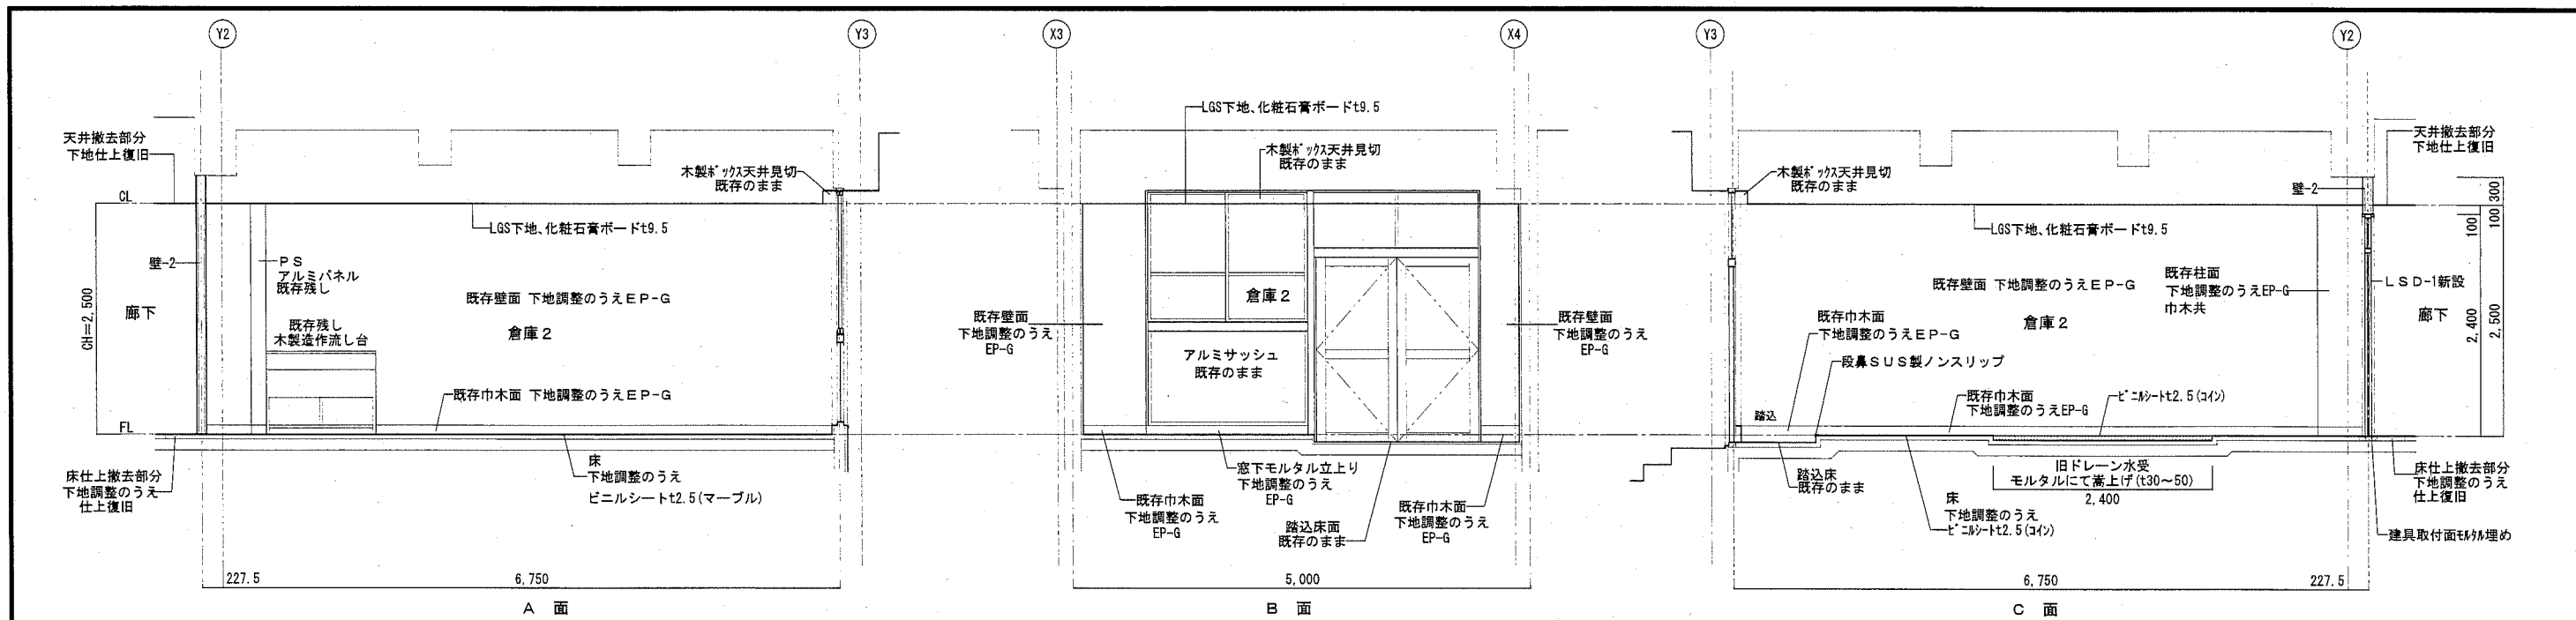 Y2
Y3
X3
X4
Y3
Y2
天井撤去部分
下地仕上復旧
CL
CH=2,500
FL
廊下
壁-2
PS
アルミパネル
既存残し
既存残し
木製造作流し台
LGS下地、化粧石膏ボードt9.5
木製ボックス天井見切
既存のまま
既存壁面 下地調整のうえEP-G
倉庫2
既存巾木面 下地調整のうえEP-G
床仕上撤去部分
下地調整のうえ
仕上復旧
床
下地調整のうえ
ビニルシートt2.5(マーブル)
227.5
6,750
A 面
LGS下地、化粧石膏ボードt9.5
木製ボックス天井見切
既存のまま
倉庫2
既存壁面
下地調整のうえ
EP-G
アルミサッシュ
既存のまま
既存壁面
下地調整のうえ
EP-G
既存巾木面
下地調整のうえ
EP-G
窓下モルタル立上り
下地調整のうえ
EP-G
踏込床面
既存のまま
既存巾木面
下地調整のうえ
EP-G
5,000
B 面
木製ボックス天井見切
既存のまま
天井撤去部分
下地仕上復旧
壁-2
LGS下地、化粧石膏ボードt9.5
既存壁面 下地調整のうえEP-G
倉庫2
既存柱面
下地調整のうえEP-G
巾木共
LSD-1新設
廊下
300
100
100
2,400
2,500
既存巾木面
下地調整のうえEP-G
段鼻SUS製ノンスリップ
踏込
既存巾木面
下地調整のうえEP-G
ビニルシートt2.5(コイン)
踏込床
既存のまま
旧ドレーン水受
モルタルにて嵩上げ(t30～50)
2,400
床
下地調整のうえ
ビニルシートt2.5(コイン)
床仕上撤去部分
下地調整のうえ
仕上復旧
建具取付面モルタル埋め
6,750
227.5
C 面